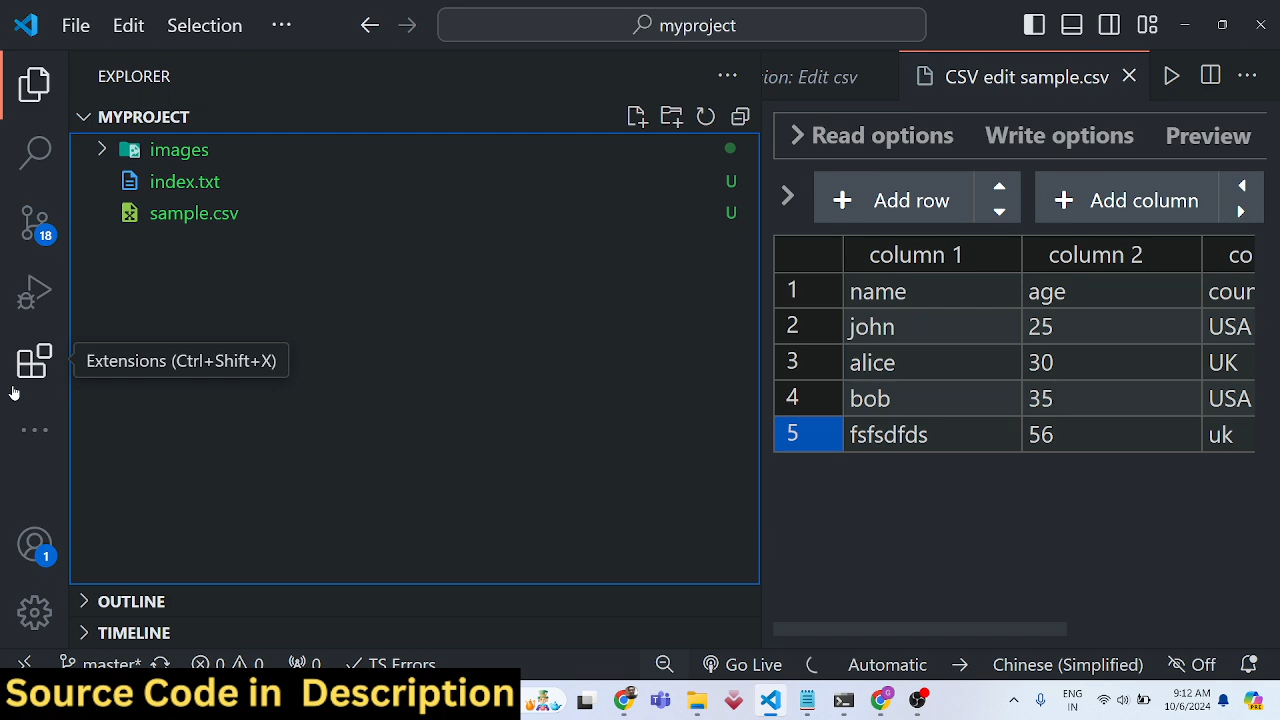 File Edit Selection ··· myproject
EXPLORER ···
ion: Edit csv
CSV edit sample.csv
MYPROJECT
images
index.txt U
sample.csv U
18
Extensions (Ctrl+Shift+X)
1
OUTLINE
TIMELINE
Read options Write options Preview
+ Add row + Add column
column 1 column 2 co
1 name age coun
2 john 25 USA
3 alice 30 UK
4 bob 35 USA
5 fsfsdfds 56 uk
master* 0 0 0 TS Errors Go Live Automatic Chinese (Simplified) Off
Source Code in Description
ENG
IN
9:12 AM
10/6/2024